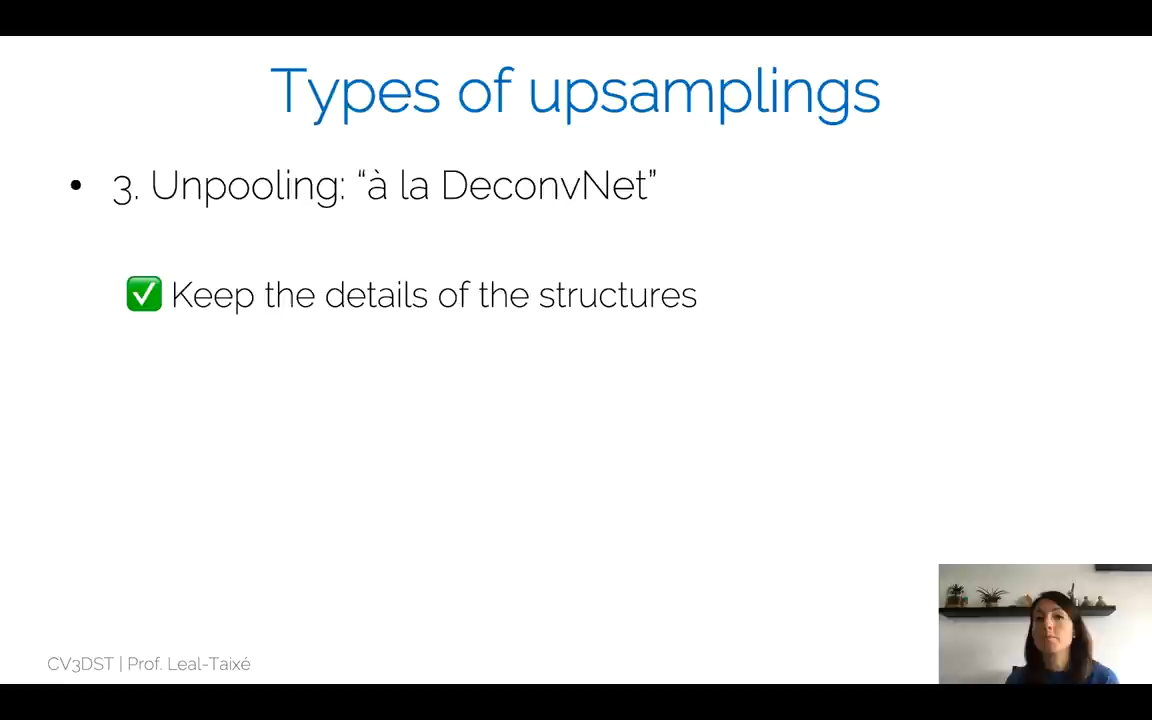 Types of upsamplings
• 3. Unpooling: “à la DeconvNet”
✅ Keep the details of the structures
CV3DST | Prof. Leal-Taixé